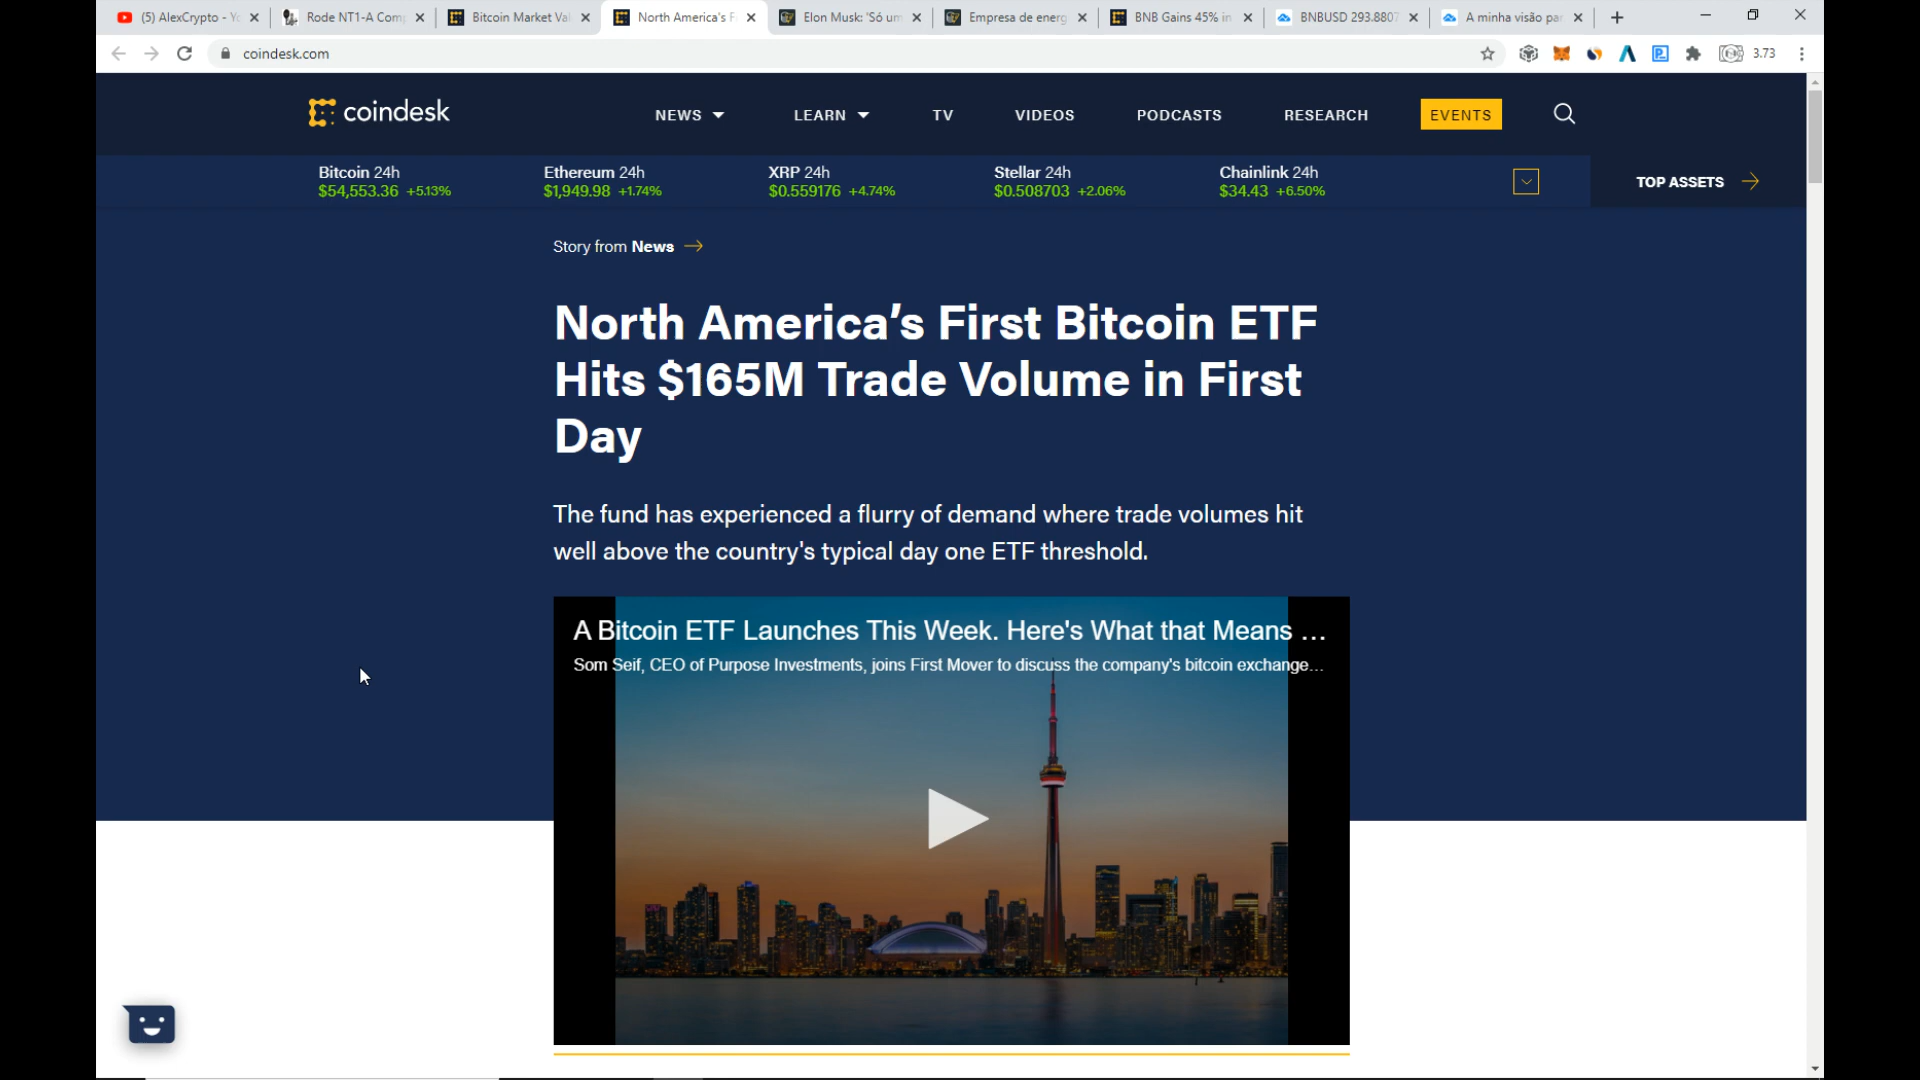 (5) AlexCrypto - Yo
Rode NT1-A Com
Bitcoin Market Val
North America's F
Elon Musk: 'Só um
Empresa de energ
BNB Gains 45% in
BNBUSD 293.8807
A minha visão par
coindesk.com
3.73
coindesk
NEWS
LEARN
TV
VIDEOS
PODCASTS
RESEARCH
EVENTS
Bitcoin 24h
$54,553.36 +5.13%
Ethereum 24h
$1,949.98 +1.74%
XRP 24h
$0.559176 +4.74%
Stellar 24h
$0.508703 +2.06%
Chainlink 24h
$34.43 +6.50%
TOP ASSETS
Story from News
North America's First Bitcoin ETF
Hits $165M Trade Volume in First
Day
The fund has experienced a flurry of demand where trade volumes hit
well above the country's typical day one ETF threshold.
A Bitcoin ETF Launches This Week. Here's What that Means ...
Som Seif, CEO of Purpose Investments, joins First Mover to discuss the company's bitcoin exchange...